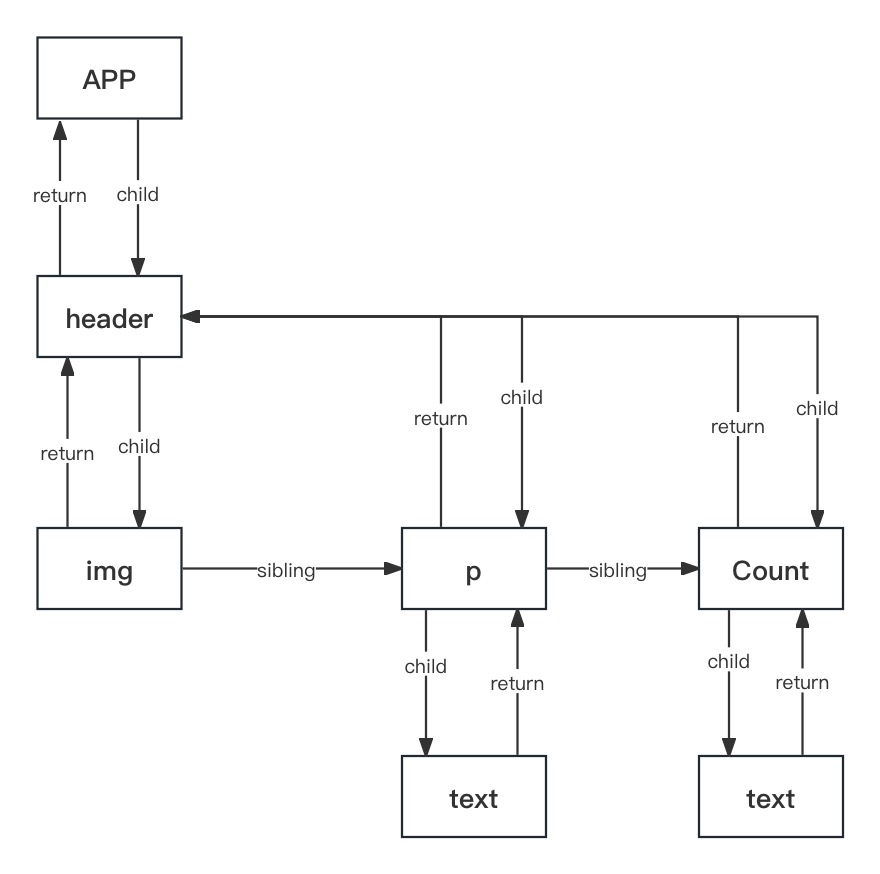 APP
return
child
header
return
child
return
child
return
child
img
sibling
p
sibling
Count
child
return
child
return
text
text